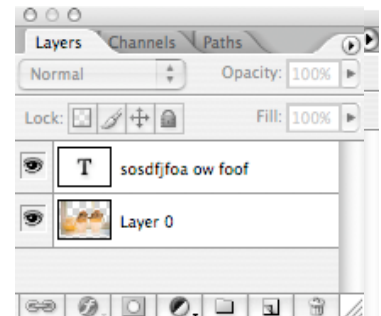 Layers Channels Paths
Normal Opacity: 100%
Lock: Fill: 100%
T sosdfjfoa ow foof
Layer 0